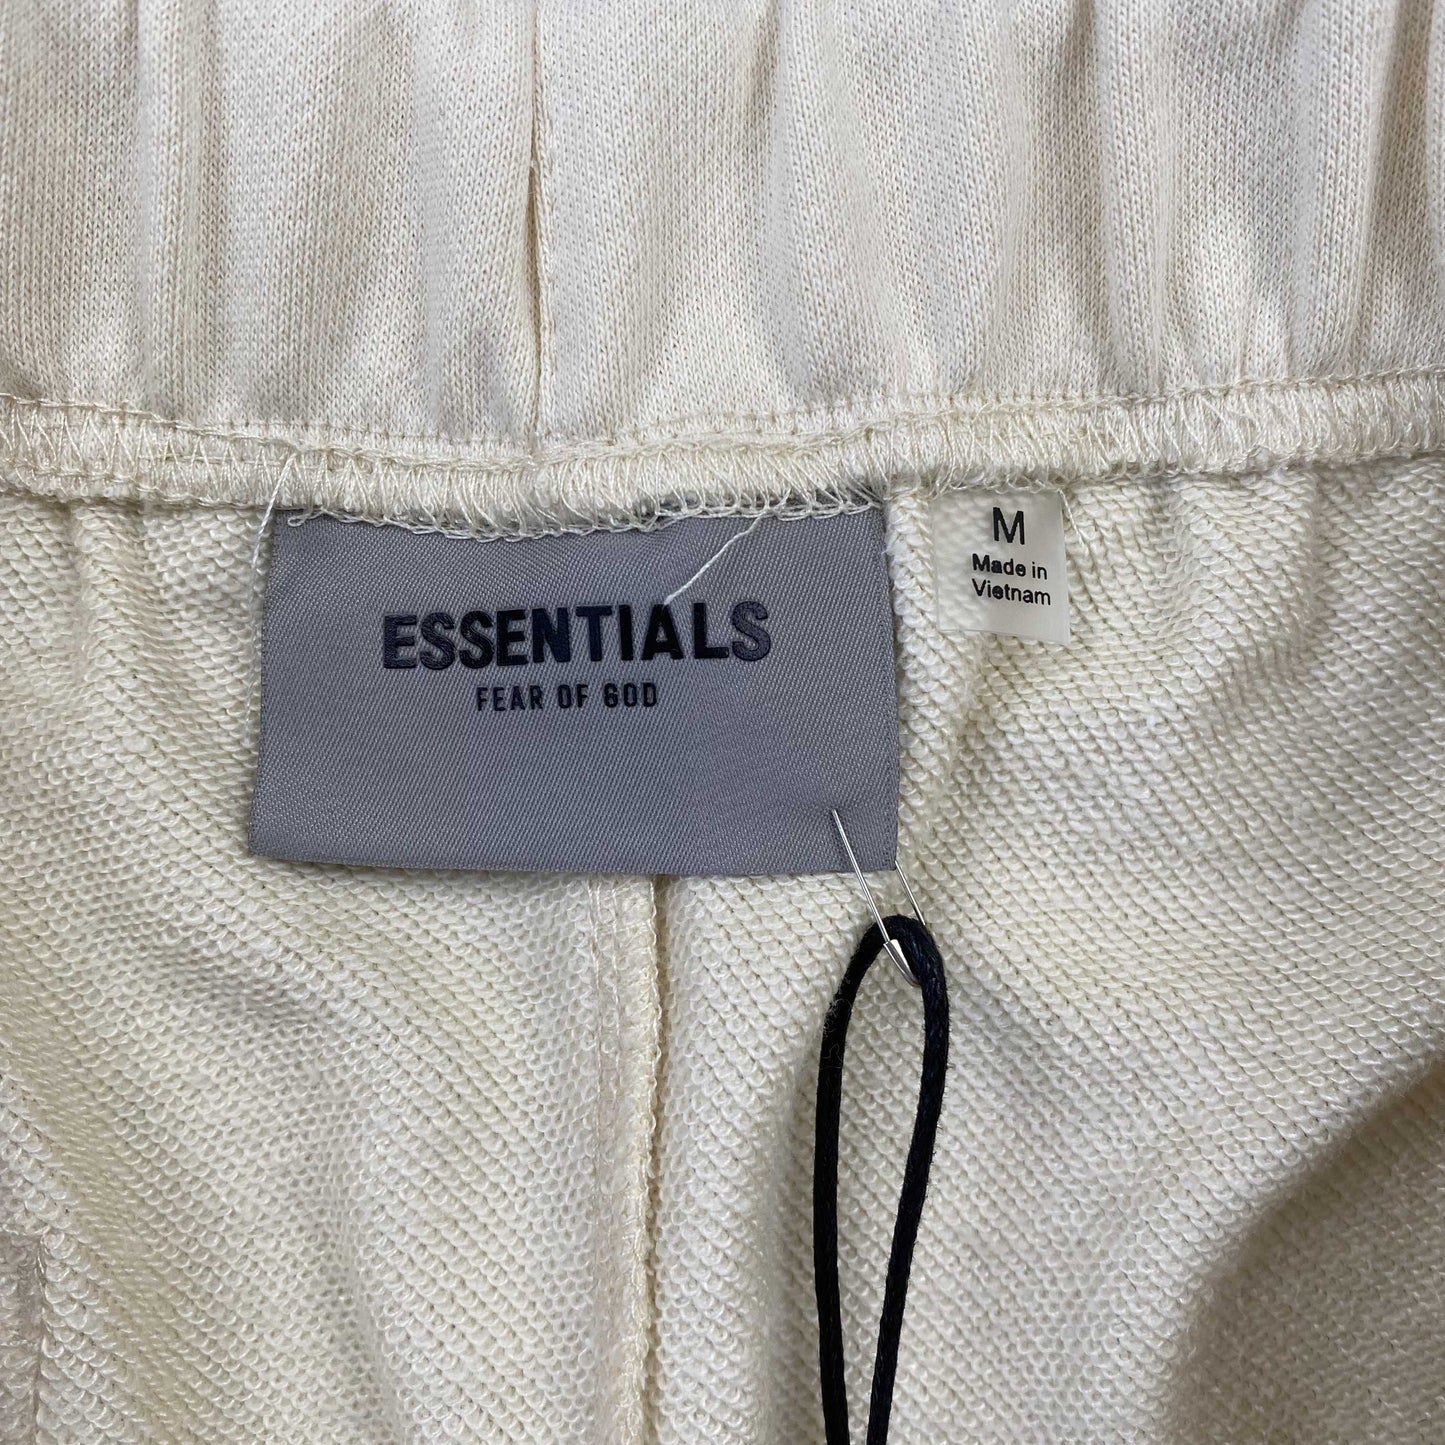 ESSENTIALS
FEAR OF GOD
M
Made in
Vietnam